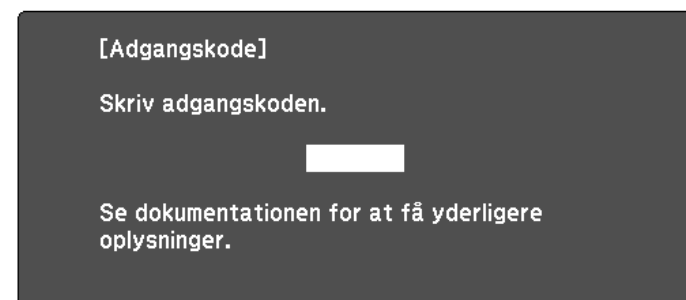 [Adgangskode]
Skriv adgangskoden.
Se dokumentationen for at få yderligere
oplysninger.